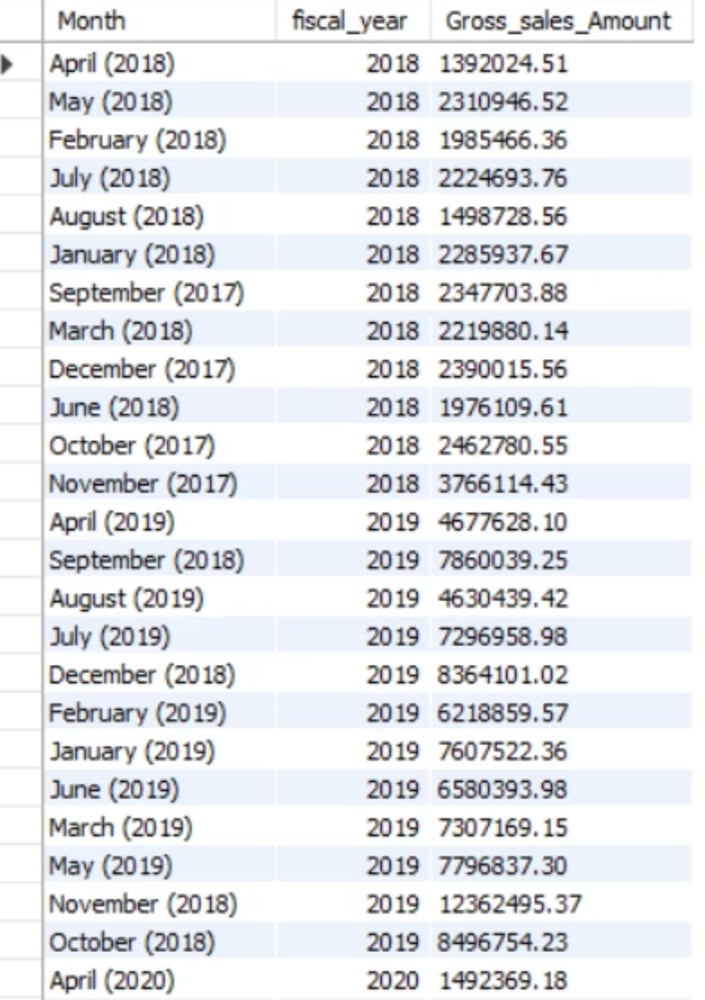 Month fiscal_year Gross_sales_Amount
April (2018) 2018 1392024.51
May (2018) 2018 2310946.52
February (2018) 2018 1985466.36
July (2018) 2018 2224693.76
August (2018) 2018 1498728.56
January (2018) 2018 2285937.67
September (2017) 2018 2347703.88
March (2018) 2018 2219880.14
December (2017) 2018 2390015.56
June (2018) 2018 1976109.61
October (2017) 2018 2462780.55
November (2017) 2018 3766114.43
April (2019) 2019 4677628.10
September (2018) 2019 7860039.25
August (2019) 2019 4630439.42
July (2019) 2019 7296958.98
December (2018) 2019 8364101.02
February (2019) 2019 6218859.57
January (2019) 2019 7607522.36
June (2019) 2019 6580393.98
March (2019) 2019 7307169.15
May (2019) 2019 7796837.30
November (2018) 2019 12362495.37
October (2018) 2019 8496754.23
April (2020) 2020 1492369.18